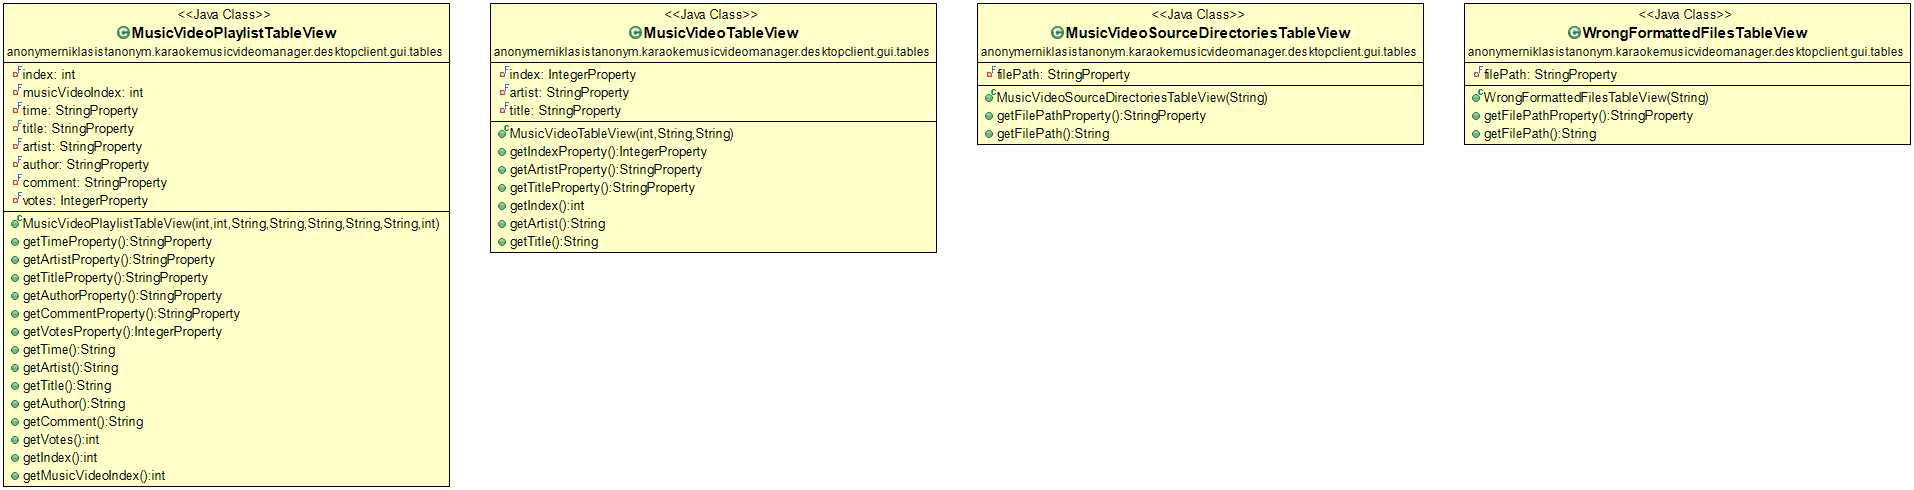 <<Java Class>>
MusicVideoPlaylistTableView
anonymerniklasistanonym.karaokemusicvideomanager.desktopclient.gui.tables
index: int
musicVideoIndex: int
time: StringProperty
title: StringProperty
artist: StringProperty
author: StringProperty
comment: StringProperty
votes: IntegerProperty
MusicVideoPlaylistTableView(int,int,String,String,String,String,String,int)
getTimeProperty():StringProperty
getArtistProperty():StringProperty
getTitleProperty():StringProperty
getAuthorProperty():StringProperty
getCommentProperty():StringProperty
getVotesProperty():IntegerProperty
getTime():String
getArtist():String
getTitle():String
getAuthor():String
getComment():String
getVotes():int
getIndex():int
getMusicVideoIndex():int
<<Java Class>>
MusicVideoTableView
anonymerniklasistanonym.karaokemusicvideomanager.desktopclient.gui.tables
index: IntegerProperty
artist: StringProperty
title: StringProperty
MusicVideoTableView(int,String,String)
getIndexProperty():IntegerProperty
getArtistProperty():StringProperty
getTitleProperty():StringProperty
getIndex():int
getArtist():String
getTitle():String
<<Java Class>>
MusicVideoSourceDirectoriesTableView
anonymerniklasistanonym.karaokemusicvideomanager.desktopclient.gui.tables
filePath: StringProperty
MusicVideoSourceDirectoriesTableView(String)
getFilePathProperty():StringProperty
getFilePath():String
<<Java Class>>
WrongFormattedFilesTableView
anonymerniklasistanonym.karaokemusicvideomanager.desktopclient.gui.tables
filePath: StringProperty
WrongFormattedFilesTableView(String)
getFilePathProperty():StringProperty
getFilePath():String